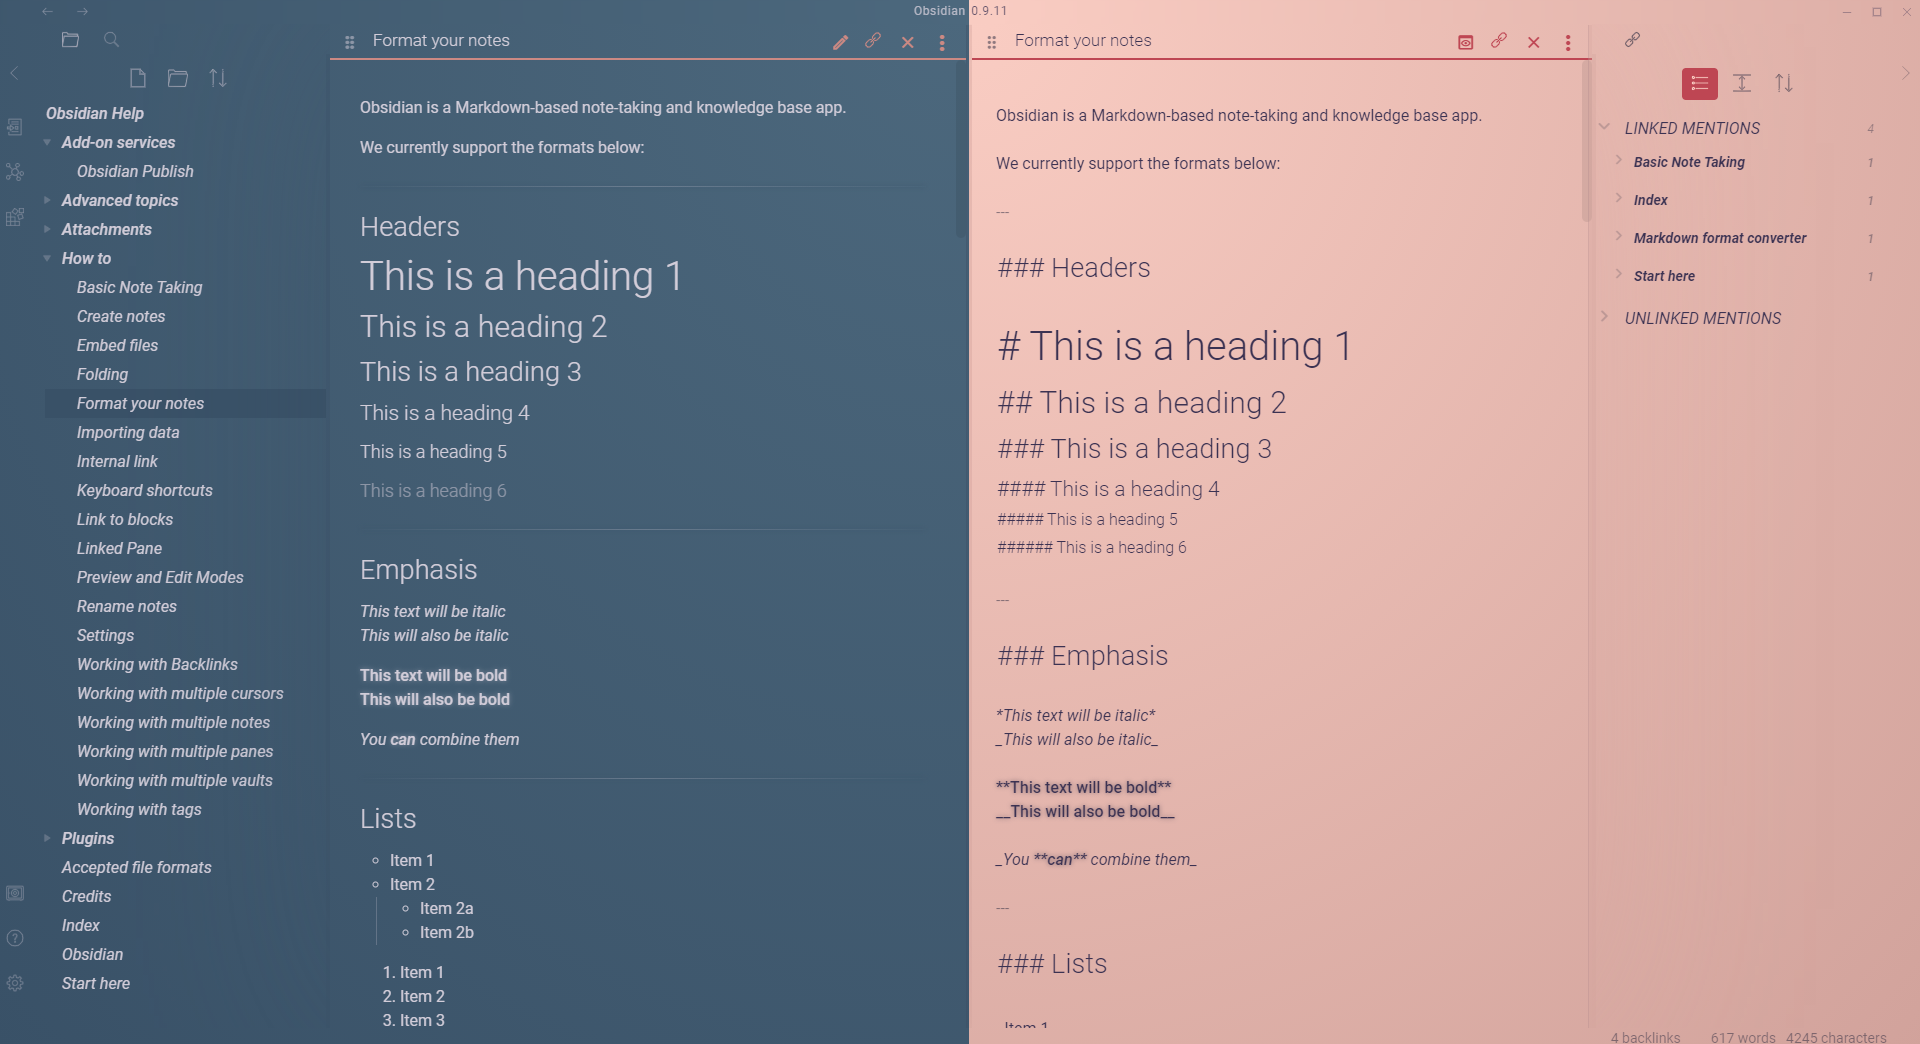 Obsidian 0.9.11
Obsidian Help
Add-on services
Obsidian Publish
Advanced topics
Attachments
How to
Basic Note Taking
Create notes
Embed files
Folding
Format your notes
Importing data
Internal link
Keyboard shortcuts
Link to blocks
Linked Pane
Preview and Edit Modes
Rename notes
Settings
Working with Backlinks
Working with multiple cursors
Working with multiple notes
Working with multiple panes
Working with multiple vaults
Working with tags
Plugins
Accepted file formats
Credits
Index
Obsidian
Start here
Format your notes
Obsidian is a Markdown-based note-taking and knowledge base app.
We currently support the formats below:
Headers
This is a heading 1
This is a heading 2
This is a heading 3
This is a heading 4
This is a heading 5
This is a heading 6
Emphasis
This text will be italic
This will also be italic
This text will be bold
This will also be bold
You can combine them
Lists
Item 1
Item 2
Item 2a
Item 2b
1. Item 1
2. Item 2
3. Item 3
Format your notes
Obsidian is a Markdown-based note-taking and knowledge base app.
We currently support the formats below:
---
### Headers
# This is a heading 1
## This is a heading 2
### This is a heading 3
#### This is a heading 4
##### This is a heading 5
###### This is a heading 6
---
### Emphasis
*This text will be italic*
_This will also be italic_
**This text will be bold**
__This will also be bold__
_You **can** combine them_
---
### Lists
- Item 1
LINKED MENTIONS 4
Basic Note Taking 1
Index 1
Markdown format converter 1
Start here 1
UNLINKED MENTIONS
4 backlinks 617 words 4245 characters